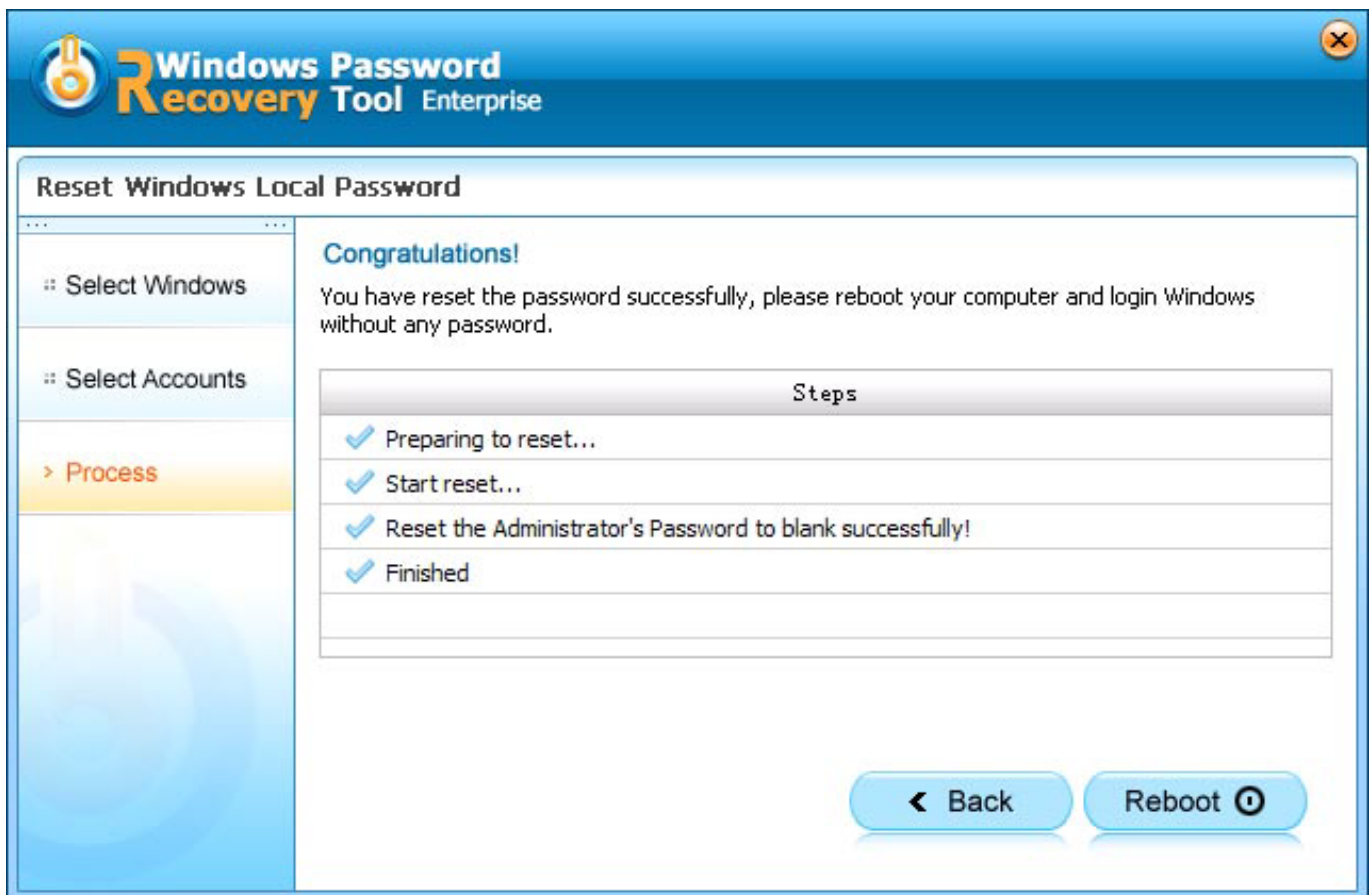 Windows Password
Recovery Tool Enterprise
Reset Windows Local Password
Select Windows
Select Accounts
Process
Congratulations!
You have reset the password successfully, please reboot your computer and login Windows
without any password.
Steps
Preparing to reset...
Start reset...
Reset the Administrator's Password to blank successfully!
Finished
Back
Reboot